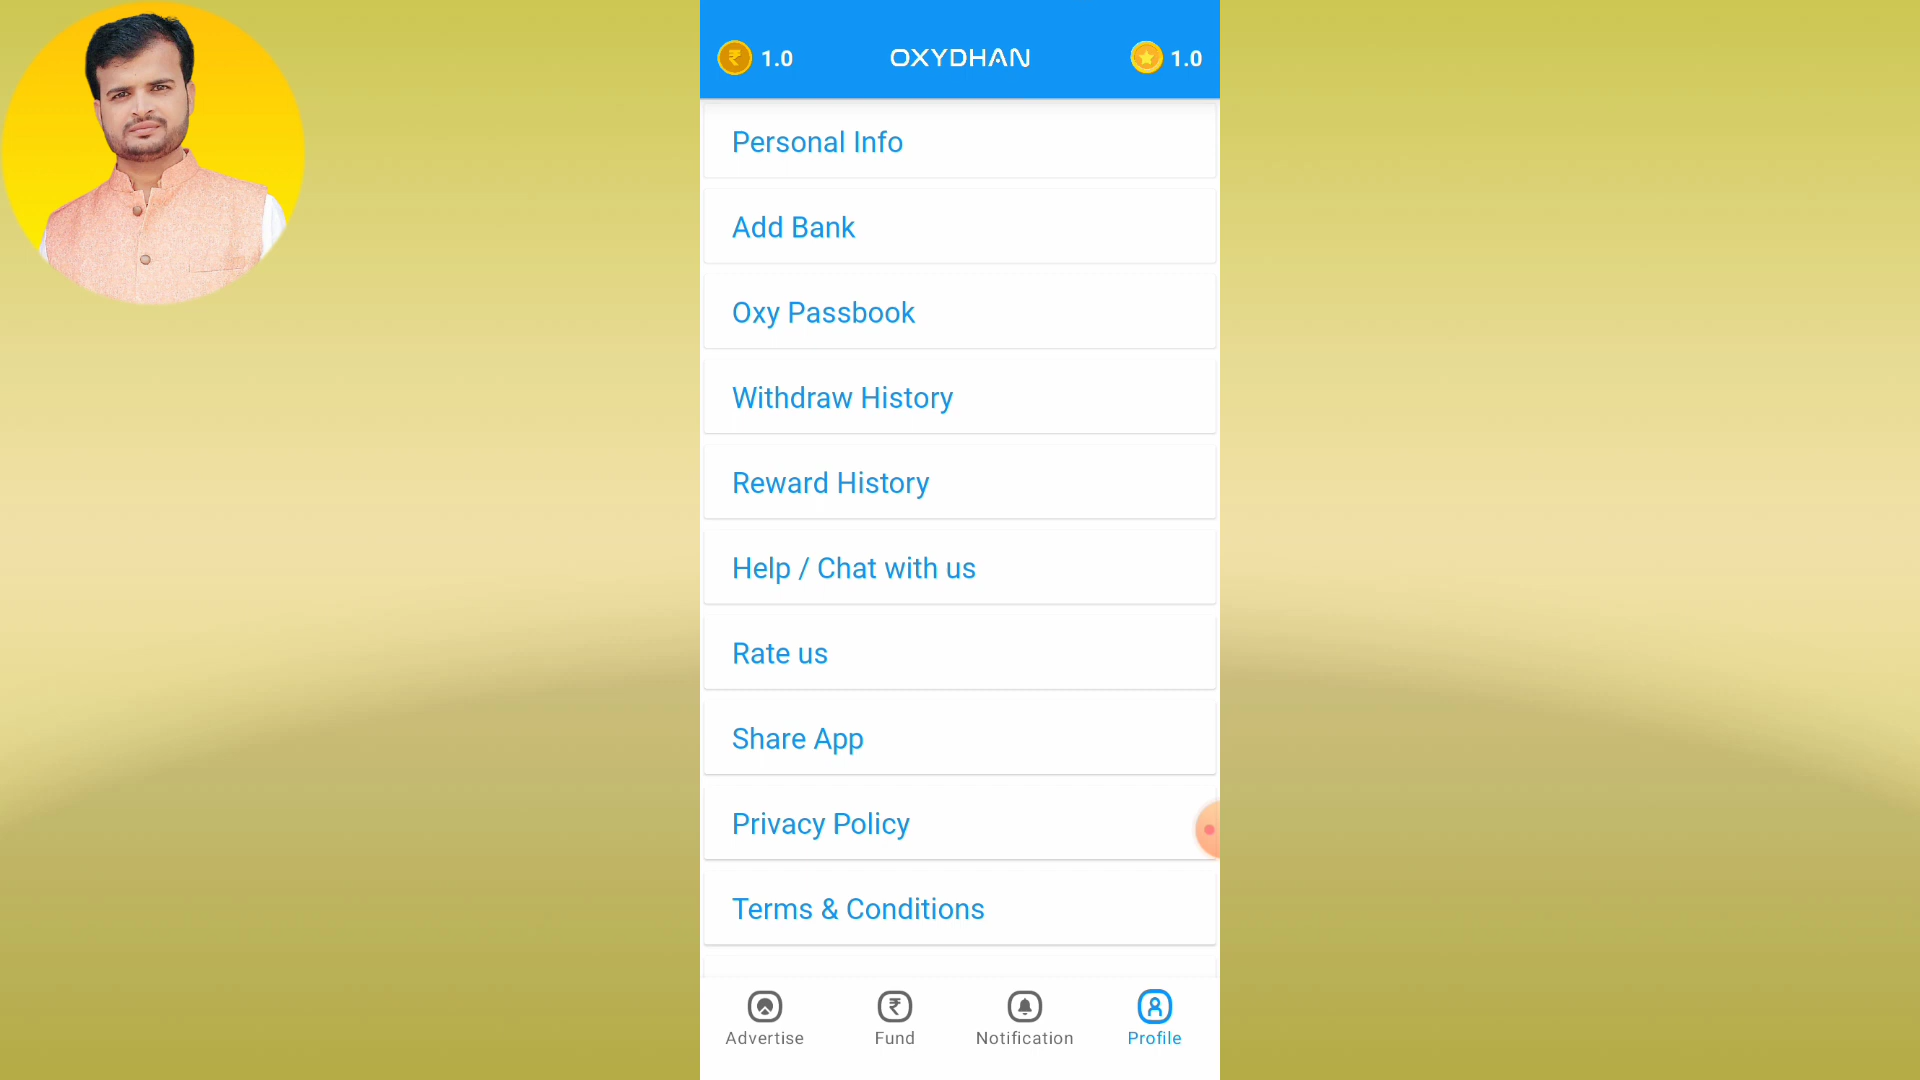 ₹ 1.0 OXYDHAN 1.0
Personal Info
Add Bank
Oxy Passbook
Withdraw History
Reward History
Help / Chat with us
Rate us
Share App
Privacy Policy
Terms & Conditions
₹
Advertise Fund Notification Profile